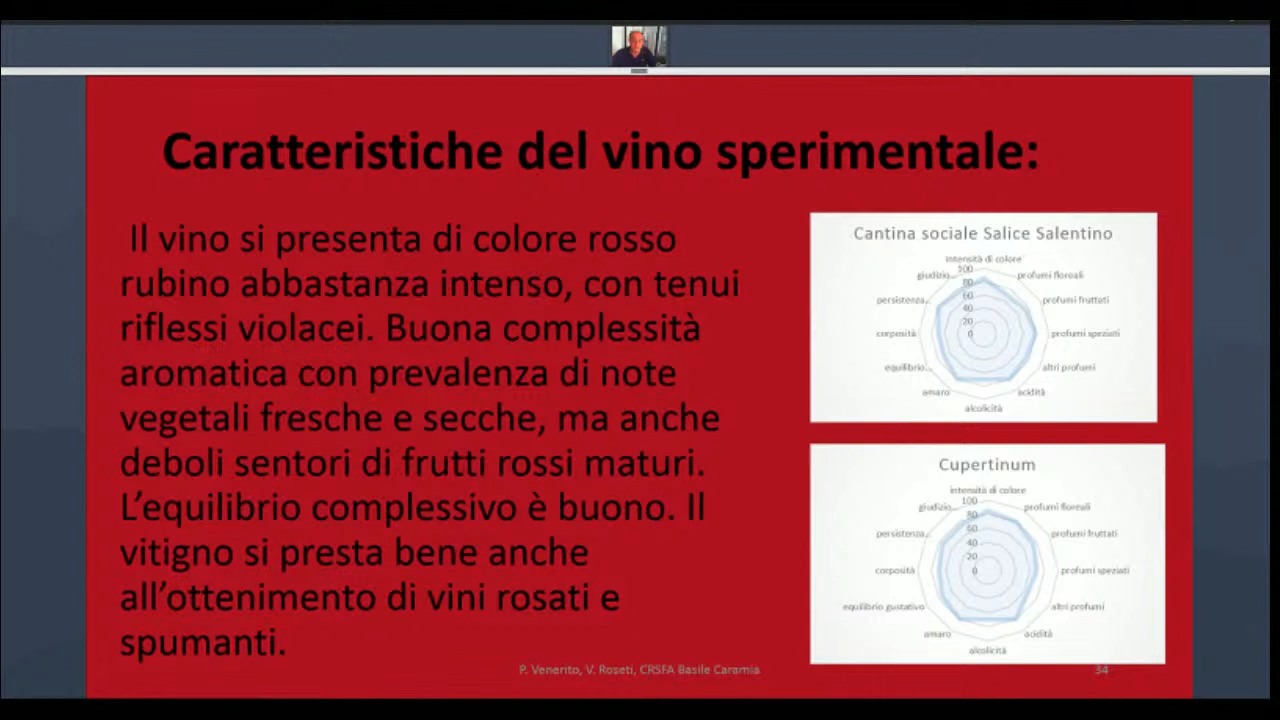 Caratteristiche del vino sperimentale:
Il vino si presenta di colore rosso
rubino abbastanza intenso, con tenui
riflessi violacei. Buona complessità
aromatica con prevalenza di note
vegetali fresche e secche, ma anche
deboli sentori di frutti rossi maturi.
L'equilibrio complessivo è buono. Il
vitigno si presta bene anche
all'ottenimento di vini rosati e
spumanti.
Cantina sociale Salice Salentino
intensità di colore
100
80
60
40
20
0
profumi floreali
profumi fruttati
profumi speziati
altri profumi
acidità
alcolicità
amaro
equilibrio...
corposità
persistenza...
giudizio...
Cupertinum
intensità di colore
100
80
60
40
20
0
profumi floreali
profumi fruttati
profumi speziati
altri profumi
acidità
alcolicità
amaro
equilibrio gustativo
corposità
persistenza...
giudizio...
P. Venerito, V. Roseti, CRSFA Basile Caramia
34